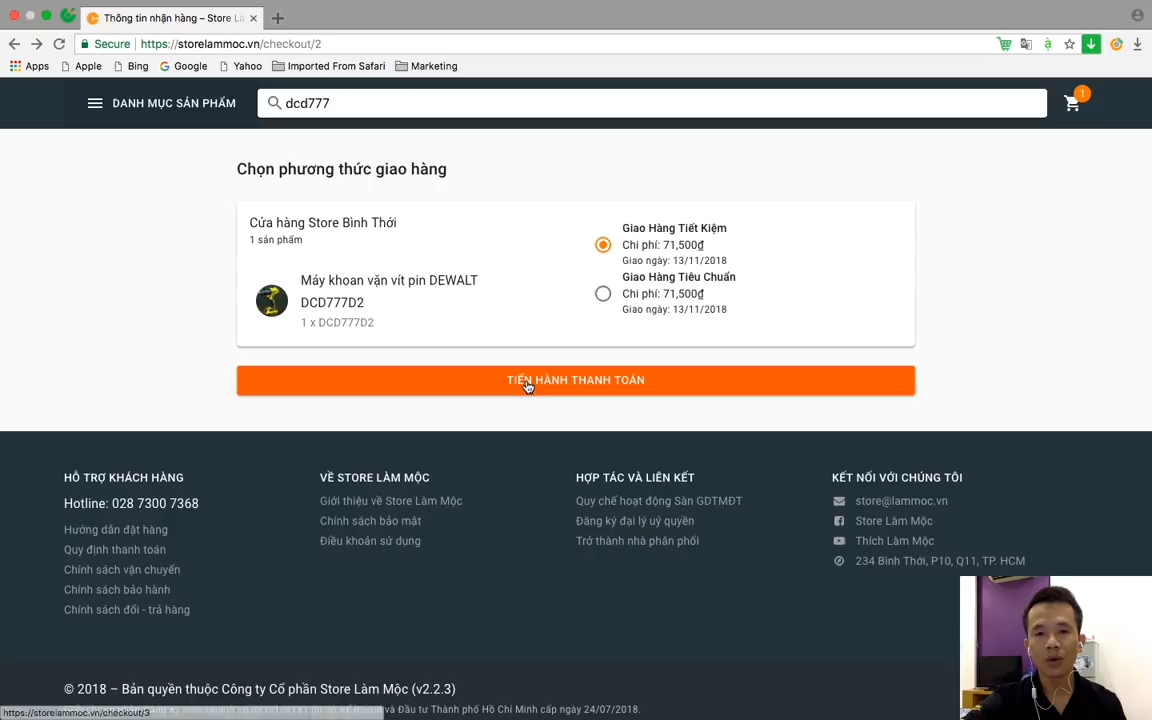 Thông tin nhận hàng – Store Là
Secure
https://storelammoc.vn/checkout/2
Apps
Apple
Bing
Google
Yahoo
Imported From Safari
Marketing
DANH MỤC SẢN PHẨM
dcd777
1
Chọn phương thức giao hàng
Cửa hàng Store Bình Thới
1 sản phẩm
Máy khoan vặn vít pin DEWALT
DCD777D2
1 x DCD777D2
Giao Hàng Tiết Kiệm
Chi phí: 71,500₫
Giao ngày: 13/11/2018
Giao Hàng Tiêu Chuẩn
Chi phí: 71,500₫
Giao ngày: 13/11/2018
TIẾN HÀNH THANH TOÁN
HỖ TRỢ KHÁCH HÀNG
Hotline: 028 7300 7368
Hướng dẫn đặt hàng
Quy định thanh toán
Chính sách vận chuyển
Chính sách bảo hành
Chính sách đổi - trả hàng
VỀ STORE LÀM MỘC
Giới thiệu về Store Làm Mộc
Chính sách bảo mật
Điều khoản sử dụng
HỢP TÁC VÀ LIÊN KẾT
Quy chế hoạt động Sàn GDTMĐT
Đăng ký đại lý uỷ quyền
Trở thành nhà phân phối
KẾT NỐI VỚI CHÚNG TÔI
store@lammoc.vn
Store Làm Mộc
Thích Làm Mộc
234 Bình Thới, P10, Q11, TP. HCM
© 2018 – Bản quyền thuộc Công ty Cổ phần Store Làm Mộc (v2.2.3)
và Đầu tư Thành phố Hồ Chí Minh cấp ngày 24/07/2018.
https://storelammoc.vn/checkout/3